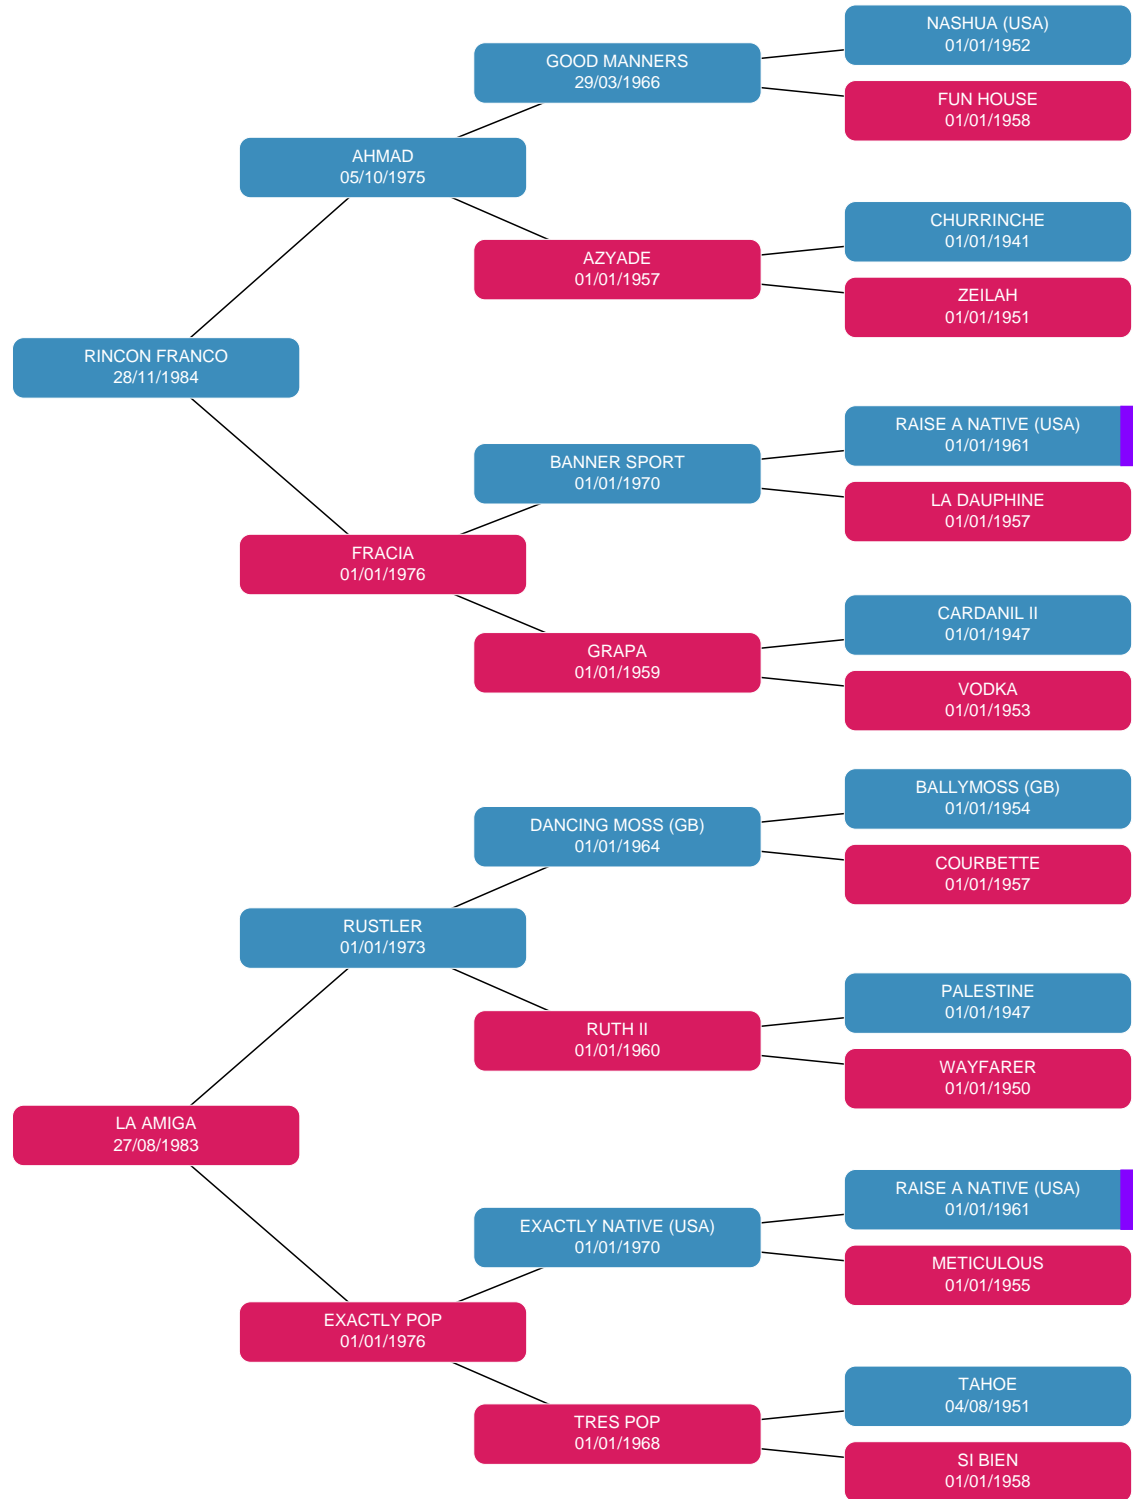 NASHUA (USA)
01/01/1952
GOOD MANNERS
29/03/1966
FUN HOUSE
01/01/1958
AHMAD
05/10/1975
CHURRINCHE
01/01/1941
AZYADE
01/01/1957
ZEILAH
01/01/1951
RINCON FRANCO
28/11/1984
RAISE A NATIVE (USA)
01/01/1961
BANNER SPORT
01/01/1970
LA DAUPHINE
01/01/1957
FRACIA
01/01/1976
CARDANIL II
01/01/1947
GRAPA
01/01/1959
VODKA
01/01/1953
BALLYMOSS (GB)
01/01/1954
DANCING MOSS (GB)
01/01/1964
COURBETTE
01/01/1957
RUSTLER
01/01/1973
PALESTINE
01/01/1947
RUTH II
01/01/1960
WAYFARER
01/01/1950
LA AMIGA
27/08/1983
RAISE A NATIVE (USA)
01/01/1961
EXACTLY NATIVE (USA)
01/01/1970
METICULOUS
01/01/1955
EXACTLY POP
01/01/1976
TAHOE
04/08/1951
TRES POP
01/01/1968
SI BIEN
01/01/1958